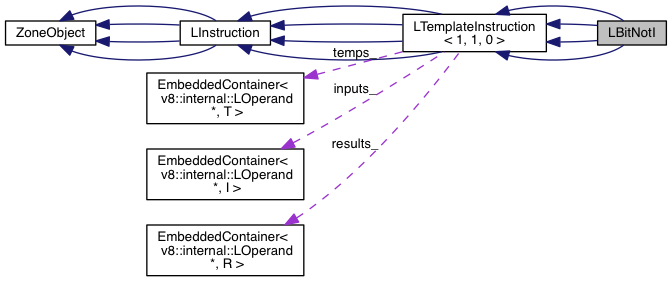 ZoneObject
LInstruction
LTemplateInstruction
< 1, 1, 0 >
LBitNotI
temps_
EmbeddedContainer<
v8::internal::LOperand
*, T >
inputs_
EmbeddedContainer<
v8::internal::LOperand
*, I >
results_
EmbeddedContainer<
v8::internal::LOperand
*, R >